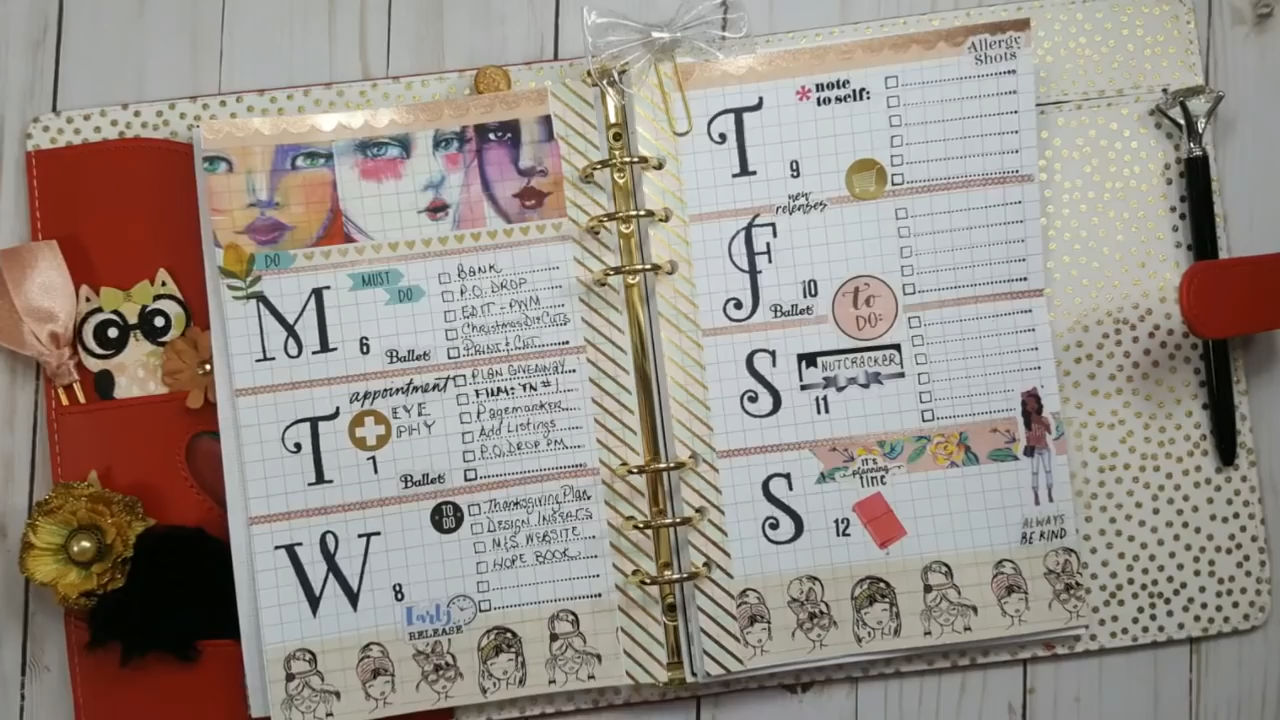 DO
M
MUST
DO
6
Ballet
BANK
P.O. DROP
EDIT - PWM
Christmas Die Cuts
PRINT & CUT
T
appointment
EYE
PHY
7
Ballet
PLAN GIVEAWAY
FILM: TN #1
Pagemarker
Add Listings
P.O. DROP PM
W
8
TO
DO
Early
RELEASE
Thanksgiving Plan
DESIGN INSERTS
NIS WEBSITE
HOPE BOOK
Allergy
Shots
T
9
*note
to self:
new
releases
F
10
Ballet
to
DO:
S
11
NUTCRACKER
S
12
IT'S
planning
TIME
ALWAYS
BE KIND